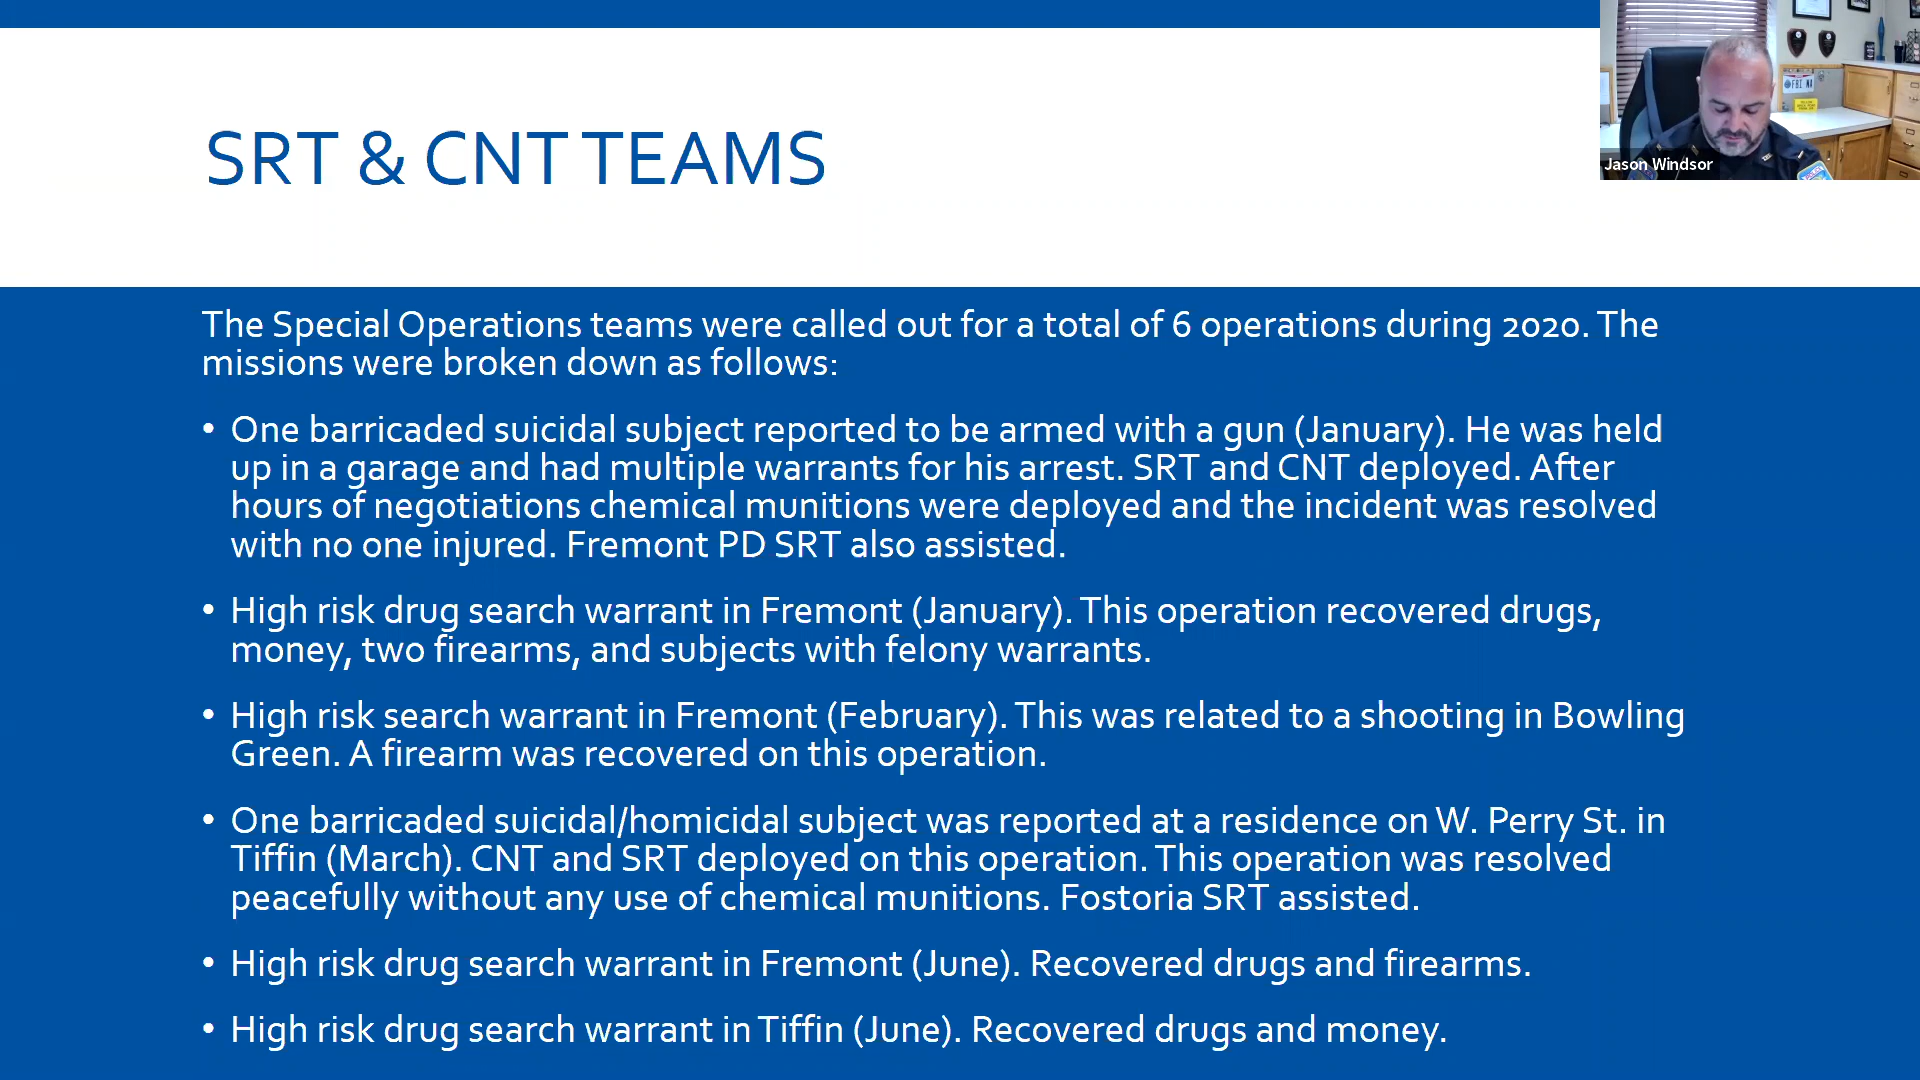 SRT & CNT TEAMS
Jason Windsor
The Special Operations teams were called out for a total of 6 operations during 2020. The
missions were broken down as follows:
• One barricaded suicidal subject reported to be armed with a gun (January). He was held
up in a garage and had multiple warrants for his arrest. SRT and CNT deployed. After
hours of negotiations chemical munitions were deployed and the incident was resolved
with no one injured. Fremont PD SRT also assisted.
• High risk drug search warrant in Fremont (January). This operation recovered drugs,
money, two firearms, and subjects with felony warrants.
• High risk search warrant in Fremont (February). This was related to a shooting in Bowling
Green. A firearm was recovered on this operation.
• One barricaded suicidal/homicidal subject was reported at a residence on W. Perry St. in
Tiffin (March). CNT and SRT deployed on this operation. This operation was resolved
peacefully without any use of chemical munitions. Fostoria SRT assisted.
• High risk drug search warrant in Fremont (June). Recovered drugs and firearms.
• High risk drug search warrant in Tiffin (June). Recovered drugs and money.